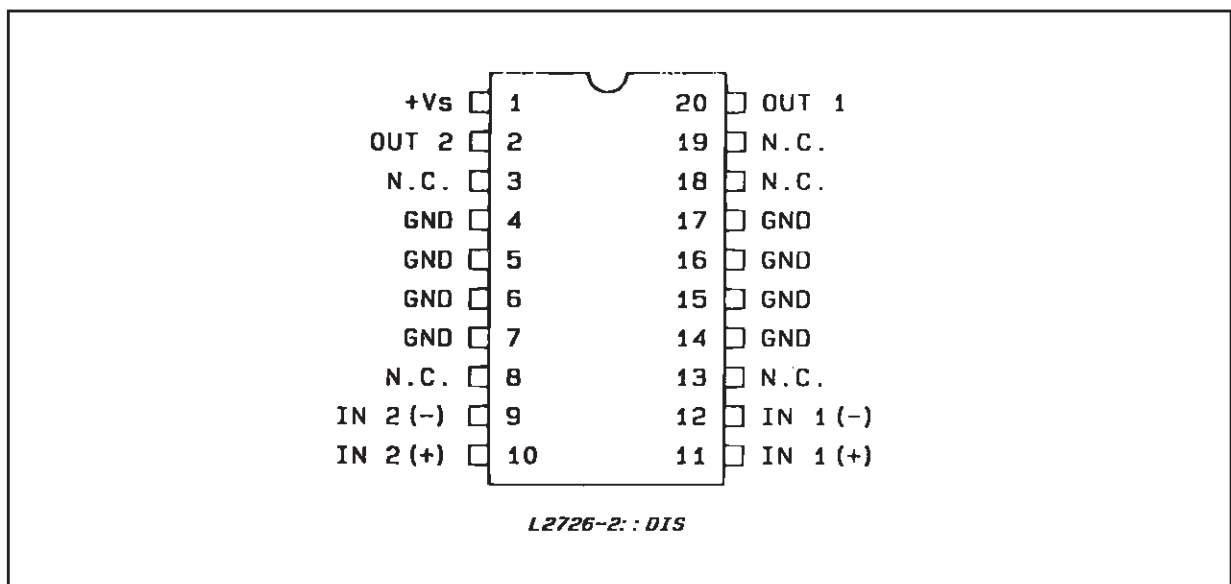 +Vs 1 20 OUT 1
OUT 2 2 19 N.C.
N.C. 3 18 N.C.
GND 4 17 GND
GND 5 16 GND
GND 6 15 GND
GND 7 14 GND
N.C. 8 13 N.C.
IN 2(-) 9 12 IN 1(-)
IN 2(+) 10 11 IN 1(+)
L2726-2::DIS